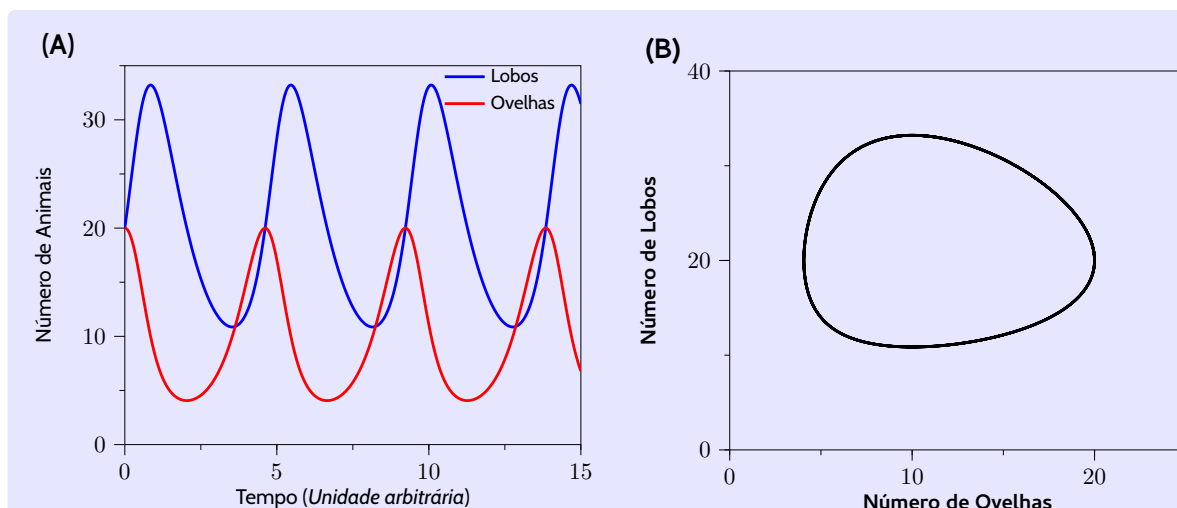 (A)
Número de Animais
30
20
10
0
Lobos
Ovelhas
0 5 10 15
Tempo (Unidade arbitrária)
(B)
Número de Lobos
40
20
0
0 10 20
Número de Ovelhas